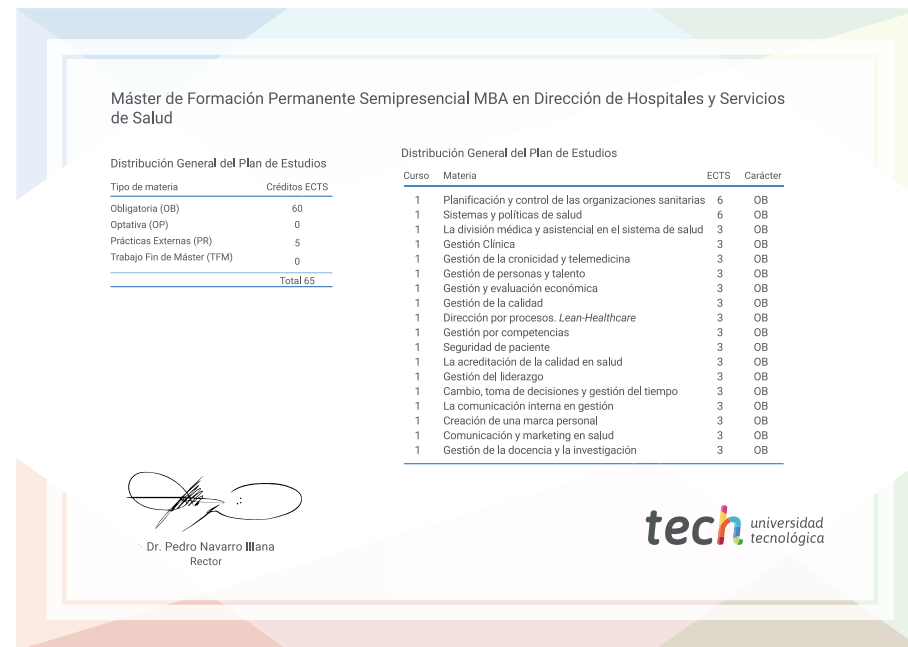 Máster de Formación Permanente Semipresencial MBA en Dirección de Hospitales y Servicios
de Salud
Distribución General del Plan de Estudios
Tipo de materia Créditos ECTS
Obligatoria (OB) 60
Optativa (OP) 0
Prácticas Externas (PR) 5
Trabajo Fin de Máster (TFM) 0
Total 65
Distribución General del Plan de Estudios
Curso Materia ECTS Carácter
1 Planificación y control de las organizaciones sanitarias 6 OB
1 Sistemas y políticas de salud 6 OB
1 La división médica y asistencial en el sistema de salud 3 OB
1 Gestión Clínica 3 OB
1 Gestión de la cronicidad y telemedicina 3 OB
1 Gestión de personas y talento 3 OB
1 Gestión y evaluación económica 3 OB
1 Gestión de la calidad 3 OB
1 Dirección por procesos. Lean-Healthcare 3 OB
1 Gestión por competencias 3 OB
1 Seguridad de paciente 3 OB
1 La acreditación de la calidad en salud 3 OB
1 Gestión del liderazgo 3 OB
1 Cambio, toma de decisiones y gestión del tiempo 3 OB
1 La comunicación interna en gestión 3 OB
1 Creación de una marca personal 3 OB
1 Comunicación y marketing en salud 3 OB
1 Gestión de la docencia y la investigación 3 OB
Dr. Pedro Navarro Illana
Rector
tech universidad
tecnológica